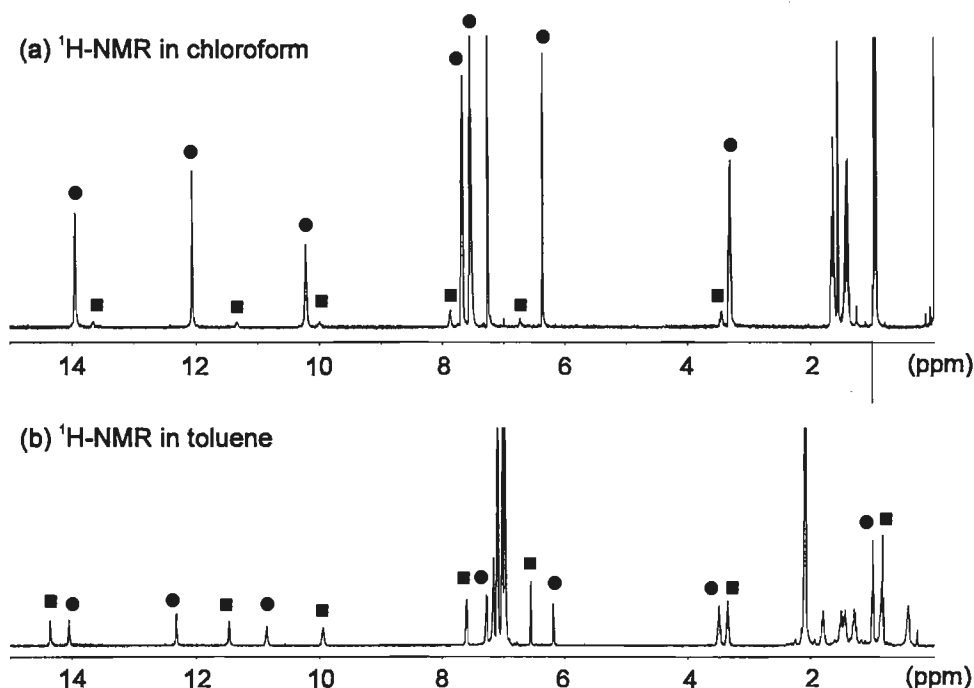 (a) ¹H-NMR in chloroform
14 12 10 8 6 4 2 (ppm)
(b) ¹H-NMR in toluene
14 12 10 8 6 4 2 (ppm)